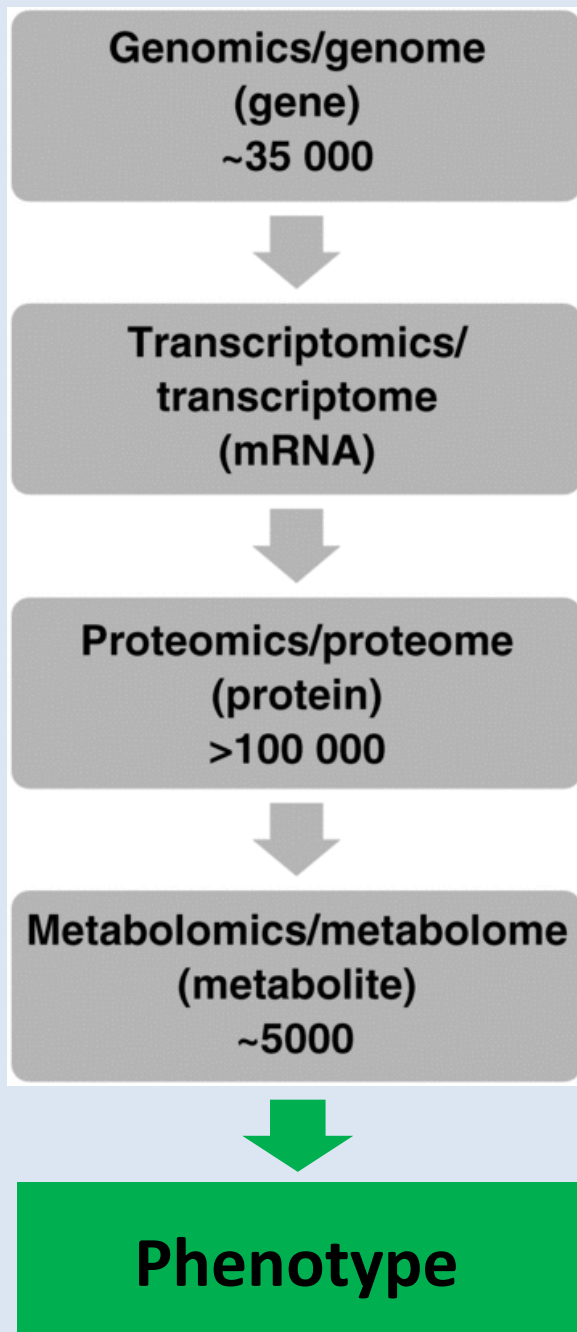 Genomics/genome
(gene)
~35 000
Transcriptomics/
transcriptome
(mRNA)
Proteomics/proteome
(protein)
>100 000
Metabolomics/metabolome
(metabolite)
~5000
Phenotype